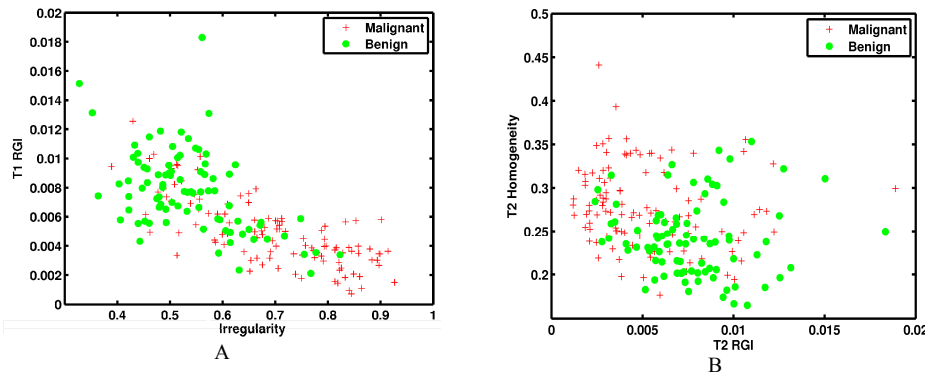 0.02
0.018
0.016
0.014
0.012
0.01
0.008
0.006
0.004
0.002
0
T1 RGI
Malignant
Benign
0.4 0.5 0.6 0.7 0.8 0.9 1
Irregularity
A
0.5
0.45
0.4
0.35
0.3
0.25
0.2
T2 Homogeneity
Malignant
Benign
0 0.005 0.01 0.015 0.02
T2 RGI
B